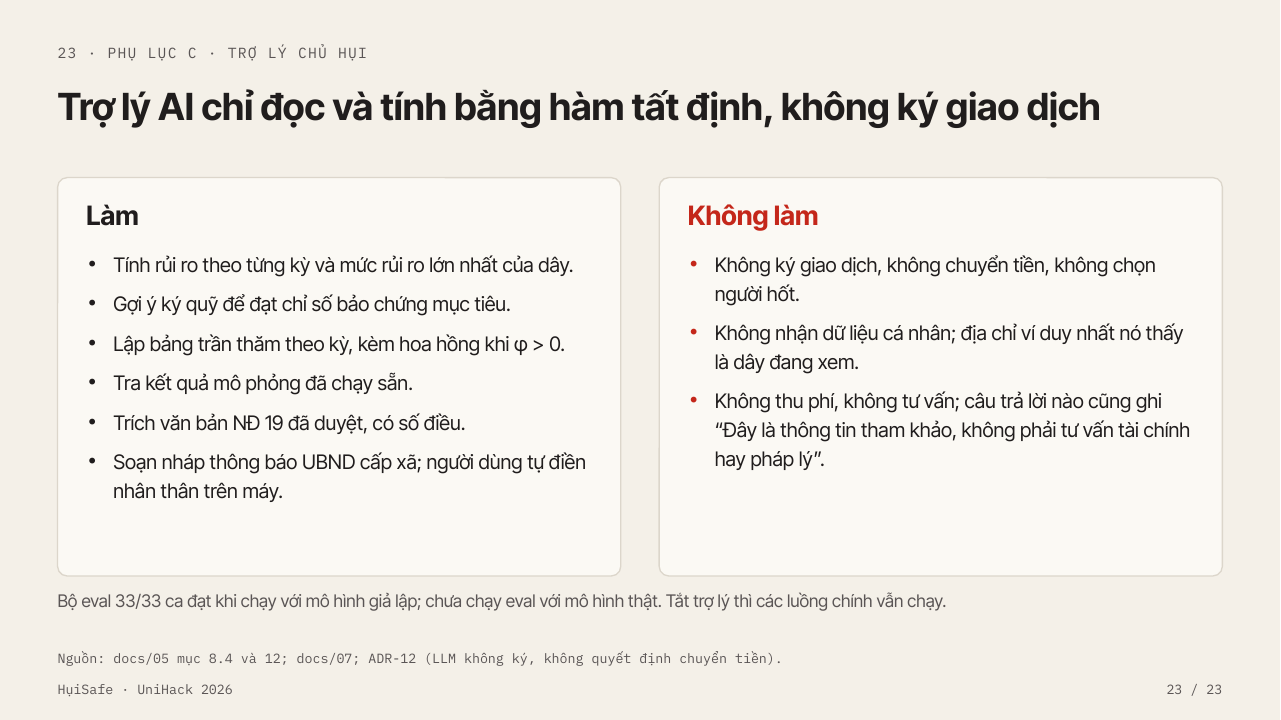 23 · PHỤ LỤC C · TRỢ LÝ CHỦ HỤI
Trợ lý AI chỉ đọc và tính bằng hàm tất định, không ký giao dịch
Làm
• Tính rủi ro theo từng kỳ và mức rủi ro lớn nhất của dây.
• Gợi ý ký quỹ để đạt chỉ số bảo chứng mục tiêu.
• Lập bảng trần thăm theo kỳ, kèm hoa hồng khi φ > 0.
• Tra kết quả mô phỏng đã chạy sẵn.
• Trích văn bản NĐ 19 đã duyệt, có số điều.
• Soạn nháp thông báo UBND cấp xã; người dùng tự điền
nhân thân trên máy.
Không làm
• Không ký giao dịch, không chuyển tiền, không chọn
người hốt.
• Không nhận dữ liệu cá nhân; địa chỉ ví duy nhất nó thấy
là dây đang xem.
• Không thu phí, không tư vấn; câu trả lời nào cũng ghi
“Đây là thông tin tham khảo, không phải tư vấn tài chính
hay pháp lý”.
Bộ eval 33/33 ca đạt khi chạy với mô hình giả lập; chưa chạy eval với mô hình thật. Tắt trợ lý thì các luồng chính vẫn chạy.
Nguồn: docs/05 mục 8.4 và 12; docs/07; ADR-12 (LLM không ký, không quyết định chuyển tiền).
HụiSafe · UniHack 2026
23 / 23